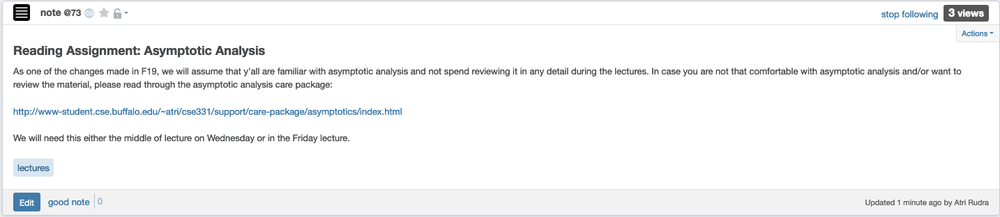 note @73
stop following 3 views
Actions
Reading Assignment: Asymptotic Analysis
As one of the changes made in F19, we will assume that y'all are familiar with asymptotic analysis and not spend reviewing it in any detail during the lectures. In case you are not that comfortable with asymptotic analysis and/or want to
review the material, please read through the asymptotic analysis care package:
http://www-student.cse.buffalo.edu/~atri/cse331/support/care-package/asymptotics/index.html
We will need this either the middle of lecture on Wednesday or in the Friday lecture.
lectures
Edit good note 0
Updated 1 minute ago by Atri Rudra